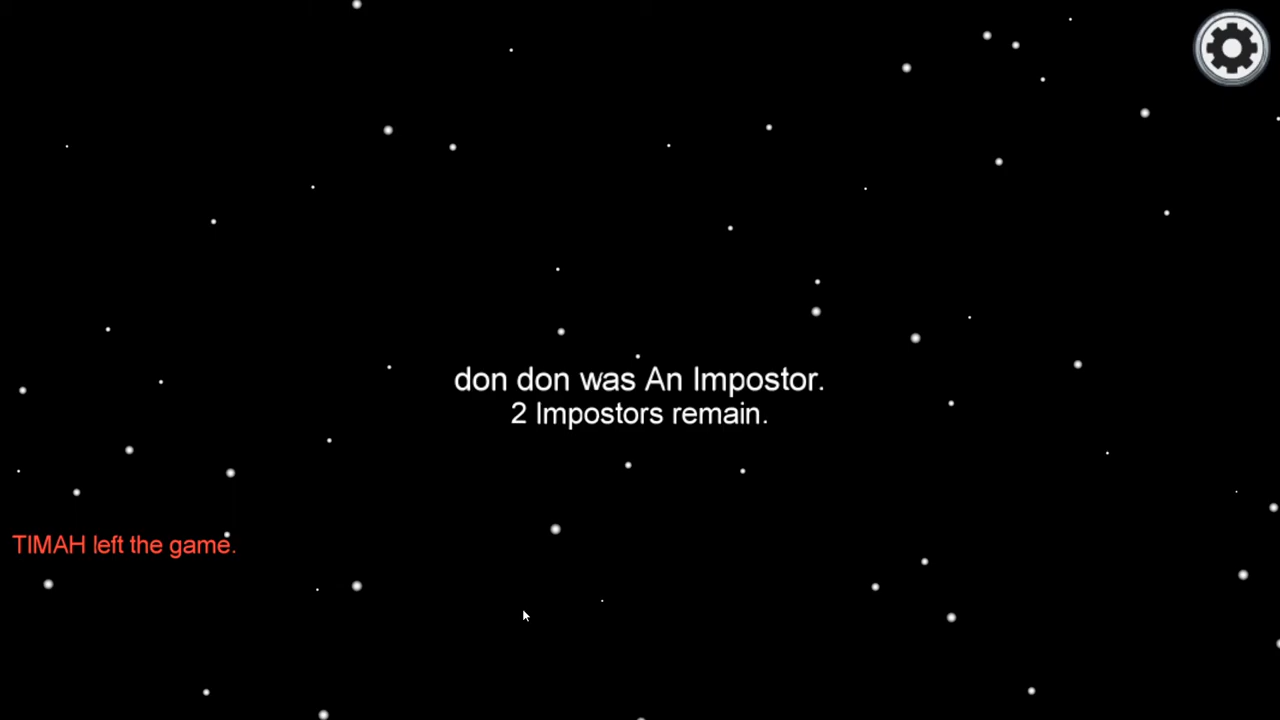 don don was An Impostor.
2 Impostors remain.
TIMAH left the game.